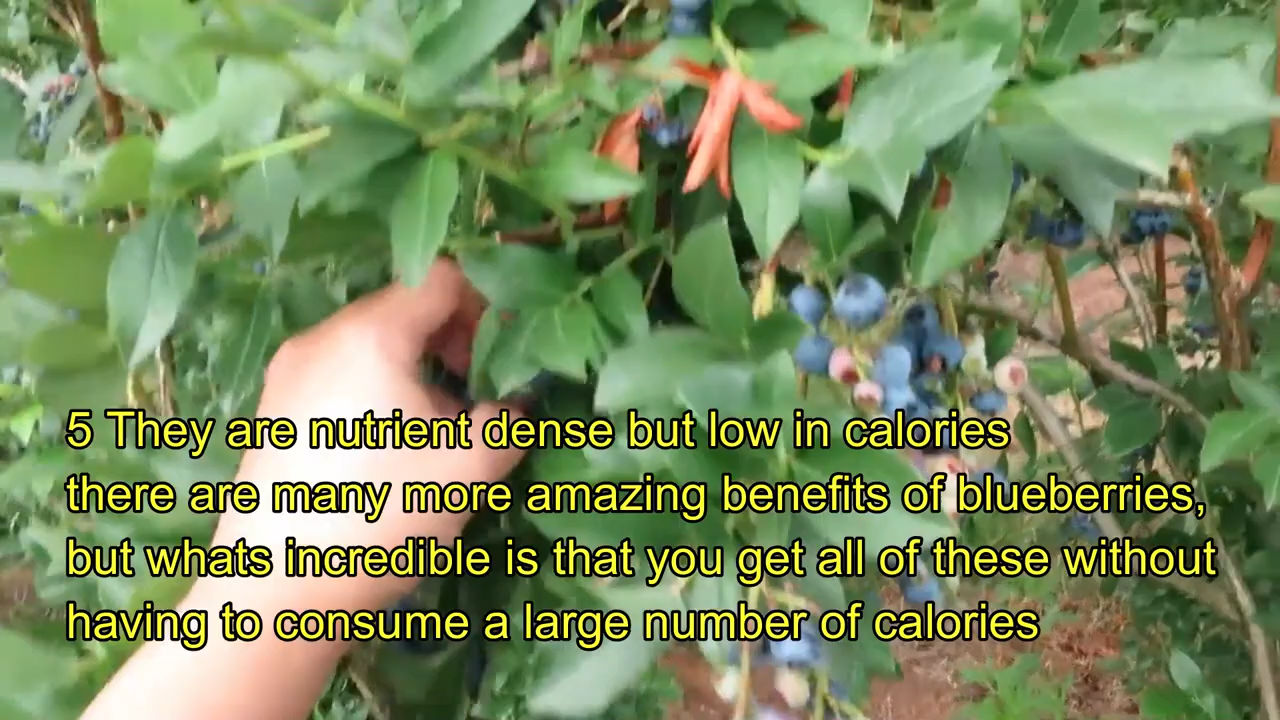 5 They are nutrient dense but low in calories
there are many more amazing benefits of blueberries,
but whats incredible is that you get all of these without
having to consume a large number of calories